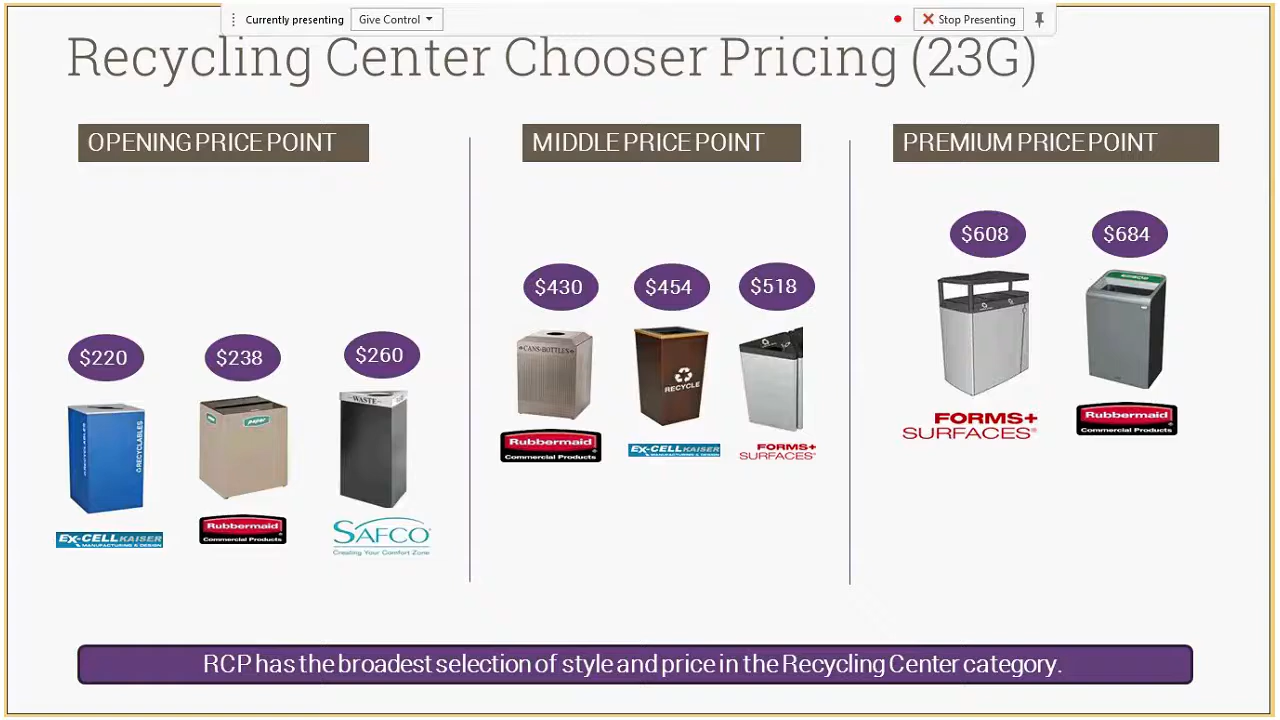 Currently presenting
Give Control
Stop Presenting
Recycling Center Chooser Pricing (23G)
OPENING PRICE POINT
MIDDLE PRICE POINT
PREMIUM PRICE POINT
$608
$684
$430
$454
$518
$220
$238
$260
CANS-BOTTLES
RECYCLE
WASTE
paper
RECYCLABLES
FORMS+
SURFACES®
Rubbermaid
Commercial Products
Rubbermaid
Commercial Products
EX-CELL KAISER
MANUFACTURING & DESIGN
FORMS+
SURFACES®
EX-CELL KAISER
MANUFACTURING & DESIGN
Rubbermaid
Commercial Products
SAFCO®
Creating Your Comfort Zone
RCP has the broadest selection of style and price in the Recycling Center category.